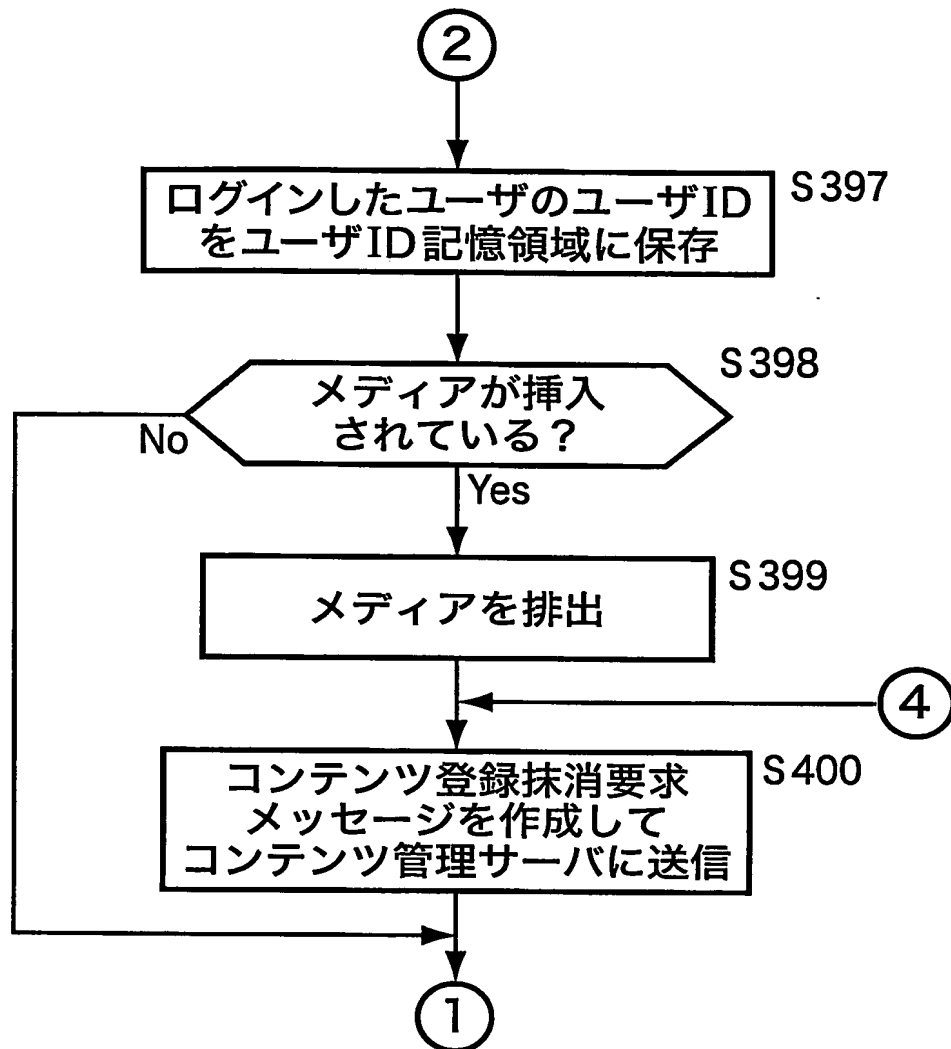 ②
S397
ログインしたユーザのユーザID
をユーザID記憶領域に保存
S398
メディアが挿入
されている？
No
Yes
S399
メディアを排出
④
S400
コンテンツ登録抹消要求
メッセージを作成して
コンテンツ管理サーバに送信
①